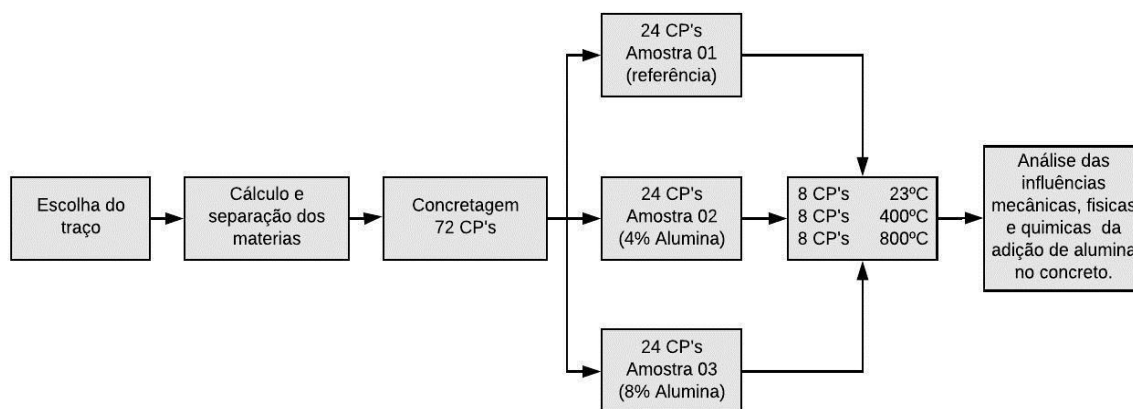 Escolha do
traço
Cálculo e
separação dos
materias
Concretagem
72 CP's
24 CP's
Amostra 01
(referência)
24 CP's
Amostra 02
(4% Alumina)
24 CP's
Amostra 03
(8% Alumina)
8 CP's 23ºC
8 CP's 400ºC
8 CP's 800ºC
Análise das
influências
mecânicas, fisicas
e quimicas da
adição de alumina
no concreto.